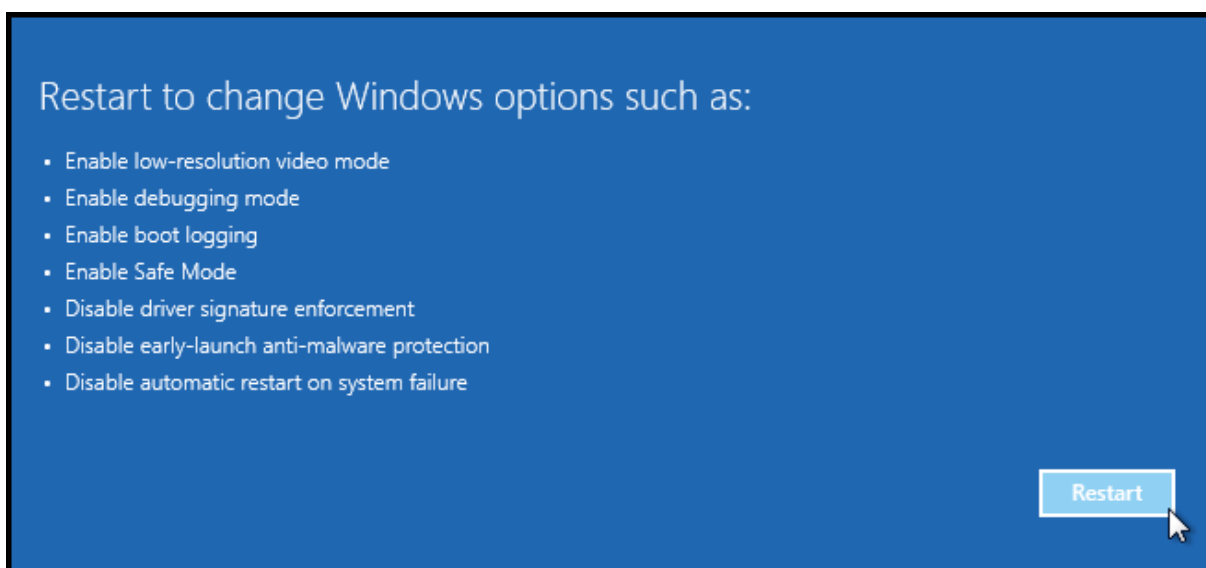 Restart to change Windows options such as:
▪ Enable low-resolution video mode
▪ Enable debugging mode
▪ Enable boot logging
▪ Enable Safe Mode
▪ Disable driver signature enforcement
▪ Disable early-launch anti-malware protection
▪ Disable automatic restart on system failure
Restart